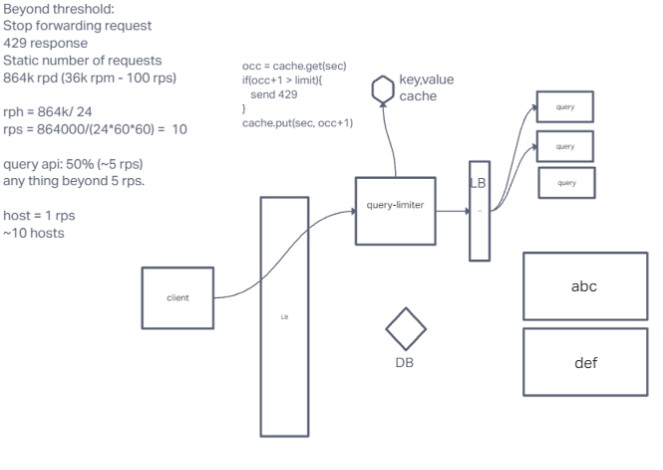 Beyond threshold:
Stop forwarding request
429 response
Static number of requests
864k rpd (36k rpm - 100 rps)
rph = 864k/ 24
rps = 864000/(24*60*60) = 10
query api: 50% (~5 rps)
any thing beyond 5 rps.
host = 1 rps
~10 hosts
occ = cache.get(sec)
if(occ+1 > limit){
send 429
}
cache.put(sec, occ+1)
key,value
cache
query
query
query
LB
query-limiter
client
LB
DB
abc
def